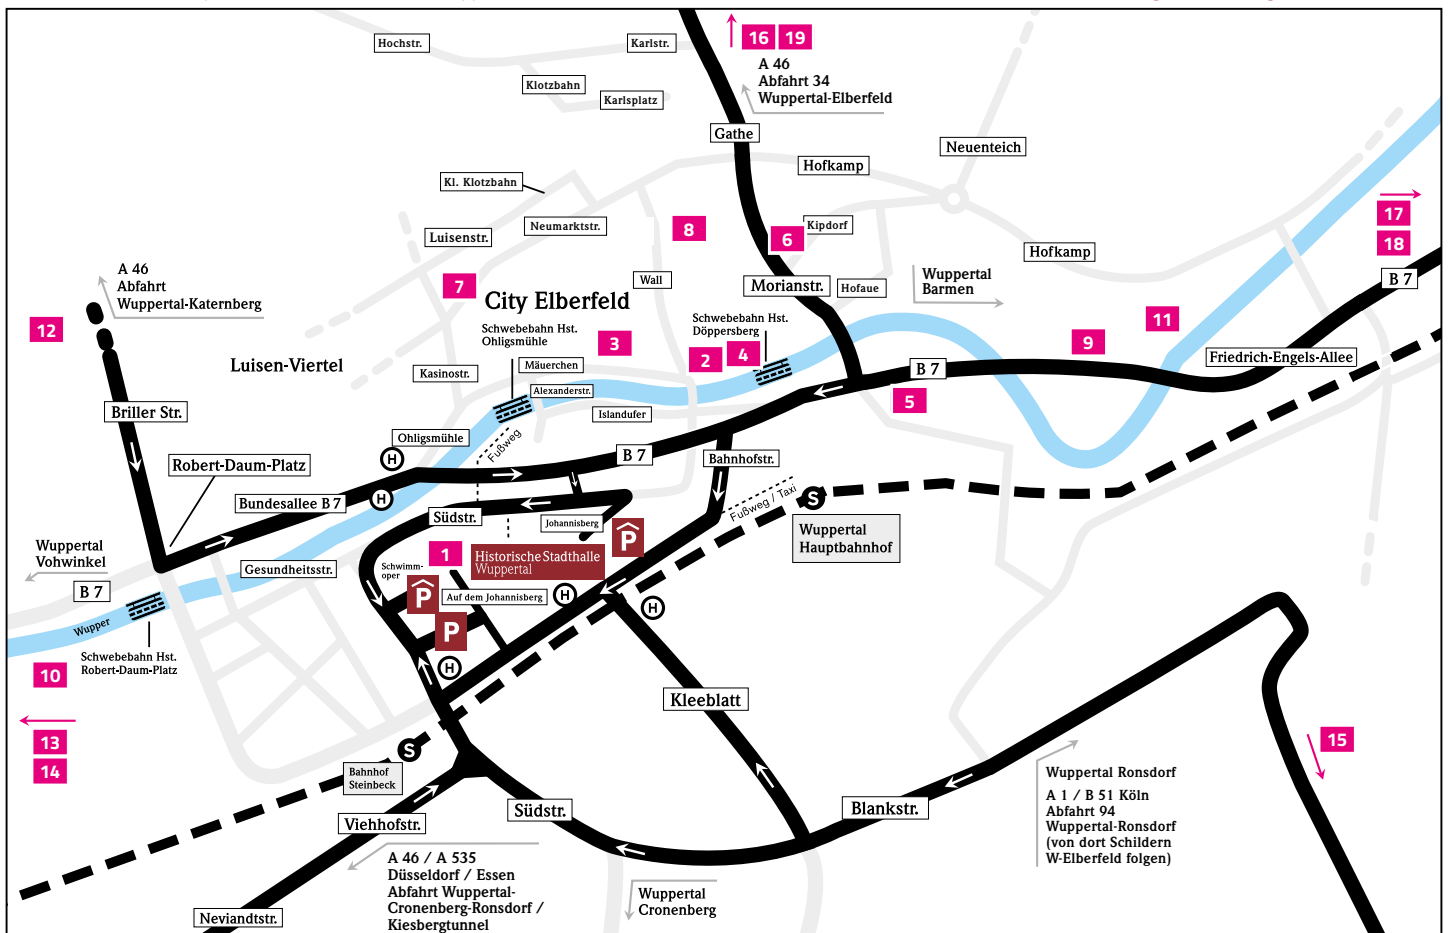 16 19
A 46
Abfahrt 34
Wuppertal-Elberfeld
Hochstr.
Karlstr.
Klotzbahn
Karlsplatz
Gathe
Hofkamp
Neuenteich
Kl. Klotzbahn
Neumarktstr.
Luisenstr.
8
6
Kipdorf
17
18
Hofkamp
B 7
A 46
Abfahrt
Wuppertal-Katernberg
12
7
City Elberfeld
Wall
Morianstr.
Hofaue
Wuppertal
Barmen
Schwebebahn Hst.
Ohligsmühle
Schwebebahn Hst.
Döppersberg
3
2
4
9
11
Luisen-Viertel
Kasinostr.
Mäuerchen
Alexanderstr.
Islandufer
B 7
5
Friedrich-Engels-Allee
Briller Str.
Ohligsmühle
Fußweg
H
H
Robert-Daum-Platz
Bundesallee B 7
B 7
Bahnhofstr.
Fußweg / Taxi
S
Wuppertal
Hauptbahnhof
Südstr.
Johannisberg
P
1
Historische Stadthalle
Wuppertal
Wuppertal
Vohwinkel
B 7
Gesundheitsstr.
Schwimm-
oper
P
Auf dem Johannisberg
H
H
P
H
Wupper
Schwebebahn Hst.
Robert-Daum-Platz
10
13
14
Kleeblatt
S
Bahnhof
Steinbeck
Viehhofstr.
Südstr.
Blankstr.
15
Wuppertal Ronsdorf
A 1 / B 51 Köln
Abfahrt 94
Wuppertal-Ronsdorf
(von dort Schildern
W-Elberfeld folgen)
A 46 / A 535
Düsseldorf / Essen
Abfahrt Wuppertal-
Cronenberg-Ronsdorf /
Kiesbergtunnel
Wuppertal
Cronenberg
Neviandtstr.